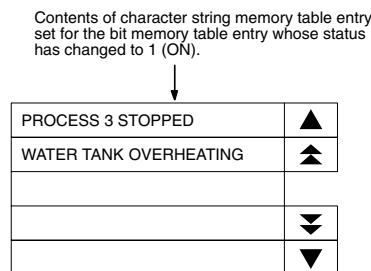 Contents of character string memory table entry
set for the bit memory table entry whose status
has changed to 1 (ON).
PROCESS 3 STOPPED
WATER TANK OVERHEATING